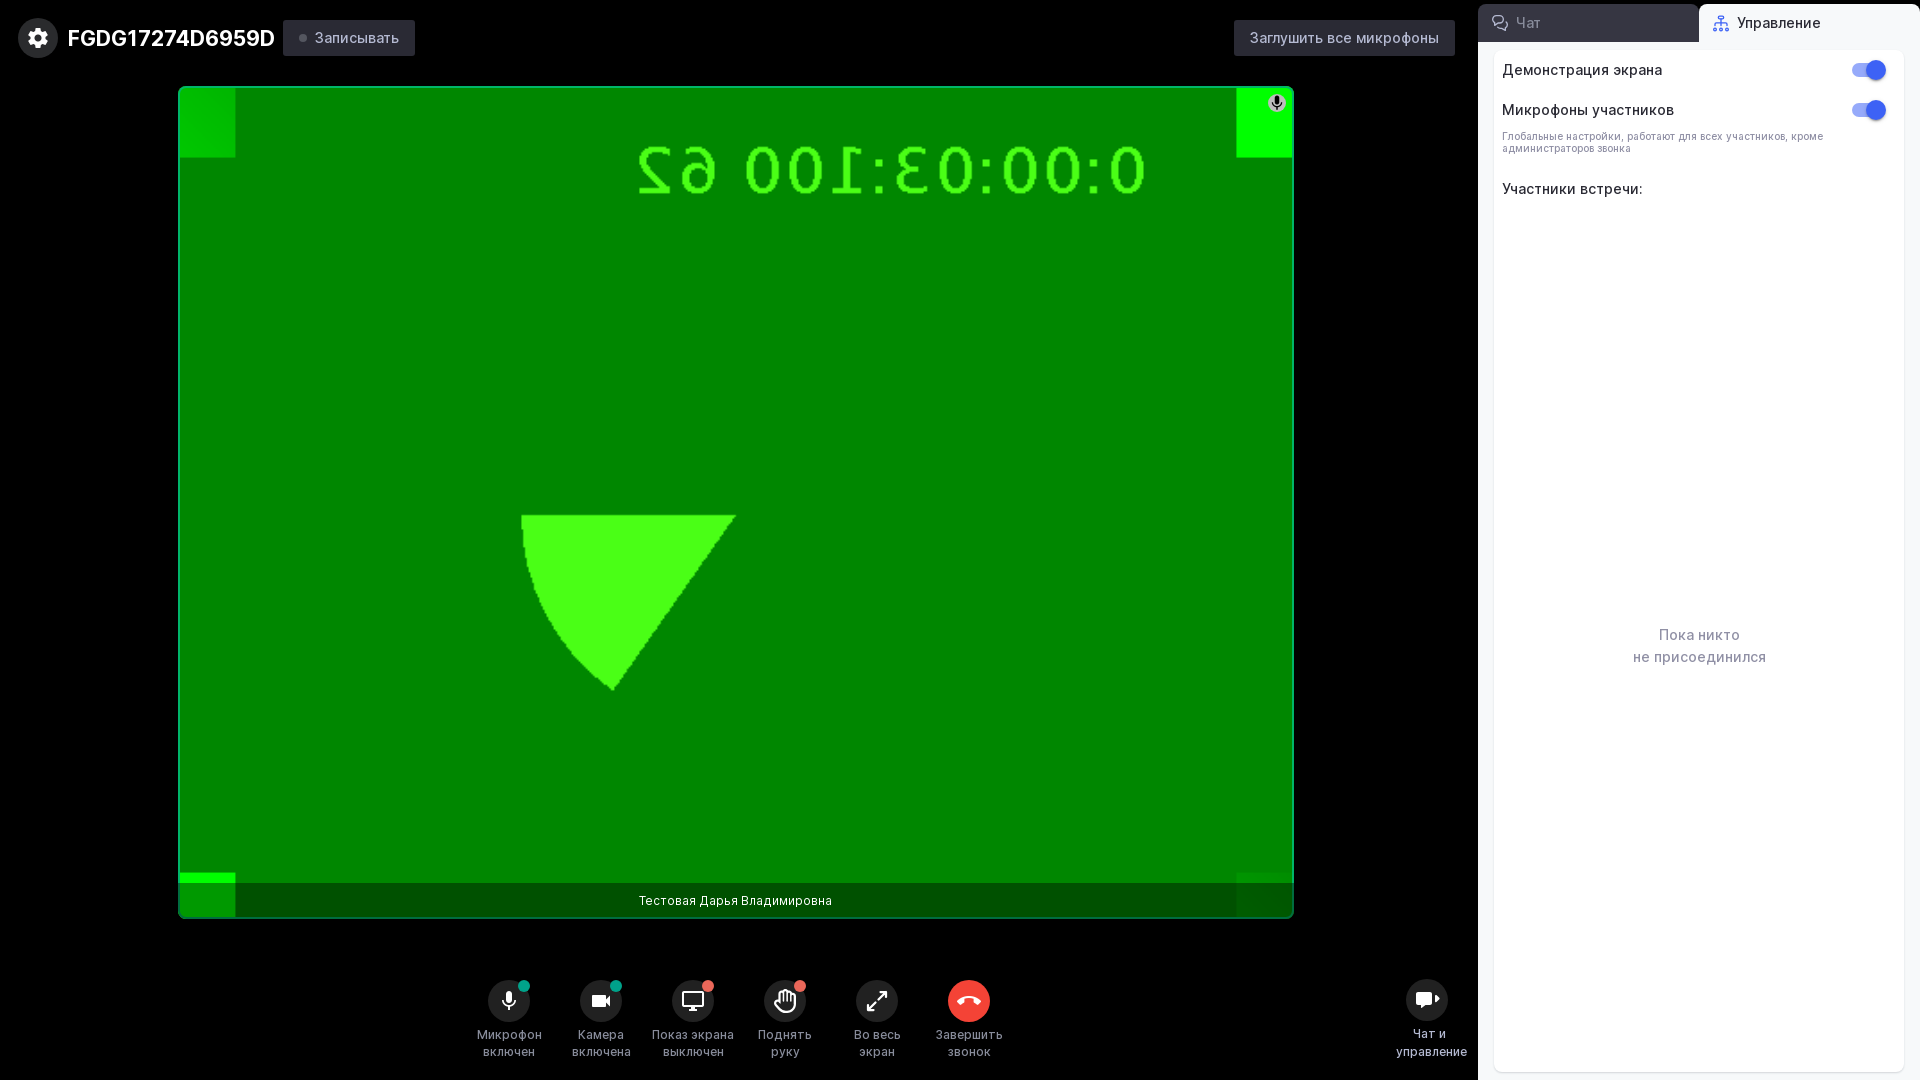 FGDG17274D6959D
Записывать
Заглушить все микрофоны
Чат
Управление
Демонстрация экрана
Микрофоны участников
Глобальные настройки, работают для всех участников, кроме
администраторов звонка
Участники встречи:
0:00:03:100 62
Пока никто
не присоединился
Тестовая Дарья Владимировна
Микрофон
включен
Камера
включена
Показ экрана
выключен
Поднять
руку
Во весь
экран
Завершить
звонок
Чат и
управление